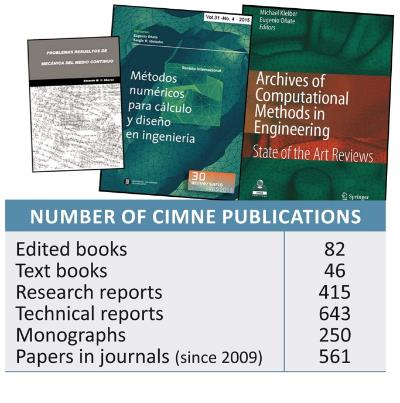 PROBLEMAS RESUELTOS DE
MECÁNICA DEL MEDIO CONTINUO
Vol.31 -No. 4 - 2015
Eugenio Oñate
Revista Internacional
Métodos
numéricos
para cálculo
y diseño
en ingeniería
30
aniversario
1985-2015
Michael Kleiber
Eugenio Oñate
Editors
Archives of
Computational
Methods in
Engineering
State of the Art Reviews
Springer
NUMBER OF CIMNE PUBLICATIONS
Edited books 82
Text books 46
Research reports 415
Technical reports 643
Monographs 250
Papers in journals (since 2009) 561